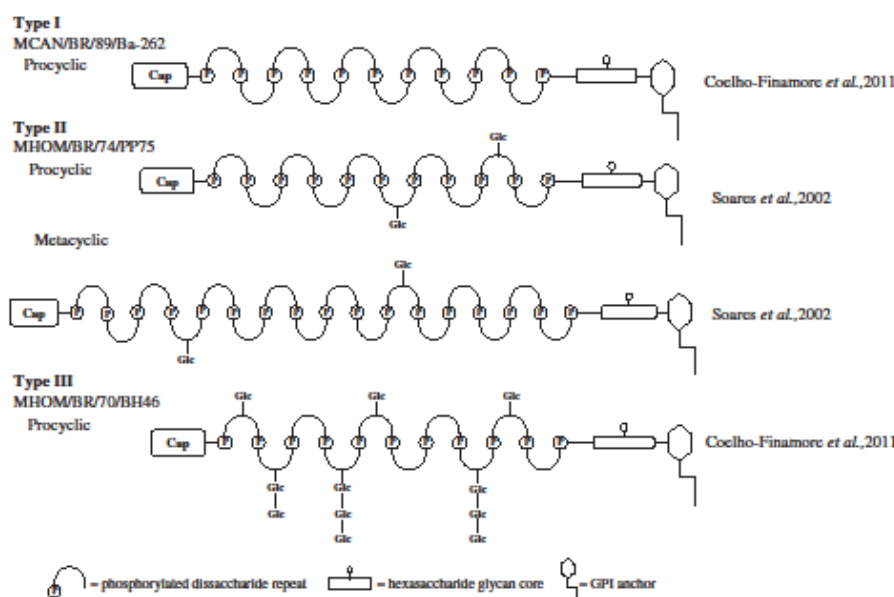 Type I
MCAN/BR/89/Ba-262
Procyclic
Cap P P P P P P P P P P P
Coelho-Finamore et al.,2011
Type II
MHOM/BR/74/PP75
Procyclic
Glc
Cap P P P P P P P P P P P
Soares et al.,2002
Glc
Metacyclic
Glc
Cap P P P P P P P P P P P P P P P P P
Soares et al.,2002
Glc
Type III
MHOM/BR/70/BH46
Procyclic
Glc Glc Glc
Cap P P P P P P P P P P P
Coelho-Finamore et al.,2011
Glc Glc Glc
Glc Glc Glc
Glc Glc
P = phosphorylated dissaccharide repeat = hexasaccharide glycan core = GPI anchor